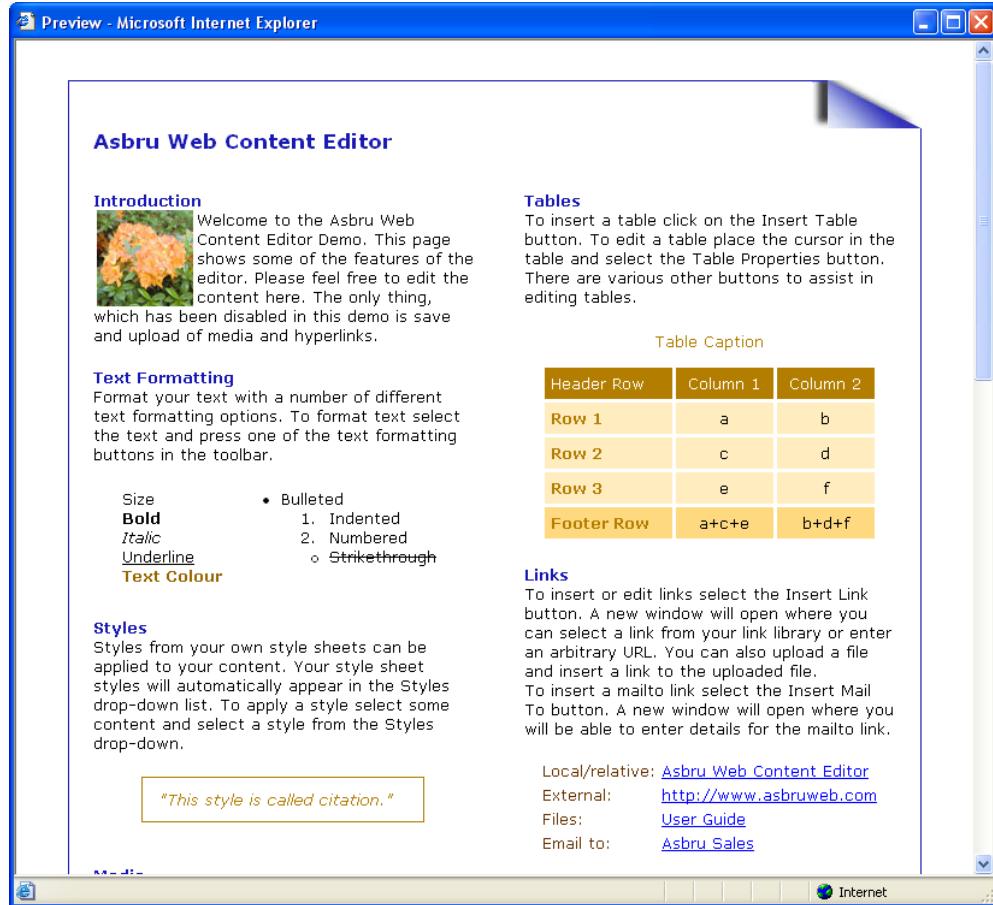 Preview - Microsoft Internet Explorer
Asbru Web Content Editor
Introduction
Welcome to the Asbru Web
Content Editor Demo. This page
shows some of the features of the
editor. Please feel free to edit the
content here. The only thing,
which has been disabled in this demo is save
and upload of media and hyperlinks.
Text Formatting
Format your text with a number of different
text formatting options. To format text select
the text and press one of the text formatting
buttons in the toolbar.
Size
Bold
Italic
Underline
Text Colour
• Bulleted
1. Indented
2. Numbered
o Strikethrough
Styles
Styles from your own style sheets can be
applied to your content. Your style sheet
styles will automatically appear in the Styles
drop-down list. To apply a style select some
content and select a style from the Styles
drop-down.
"This style is called citation."
Media
Tables
To insert a table click on the Insert Table
button. To edit a table place the cursor in the
table and select the Table Properties button.
There are various other buttons to assist in
editing tables.
Table Caption
Header Row Column 1 Column 2
Row 1 a b
Row 2 c d
Row 3 e f
Footer Row a+c+e b+d+f
Links
To insert or edit links select the Insert Link
button. A new window will open where you
can select a link from your link library or enter
an arbitrary URL. You can also upload a file
and insert a link to the uploaded file.
To insert a mailto link select the Insert Mail
To button. A new window will open where you
will be able to enter details for the mailto link.
Local/relative: Asbru Web Content Editor
External: http://www.asbruweb.com
Files: User Guide
Email to: Asbru Sales
Internet